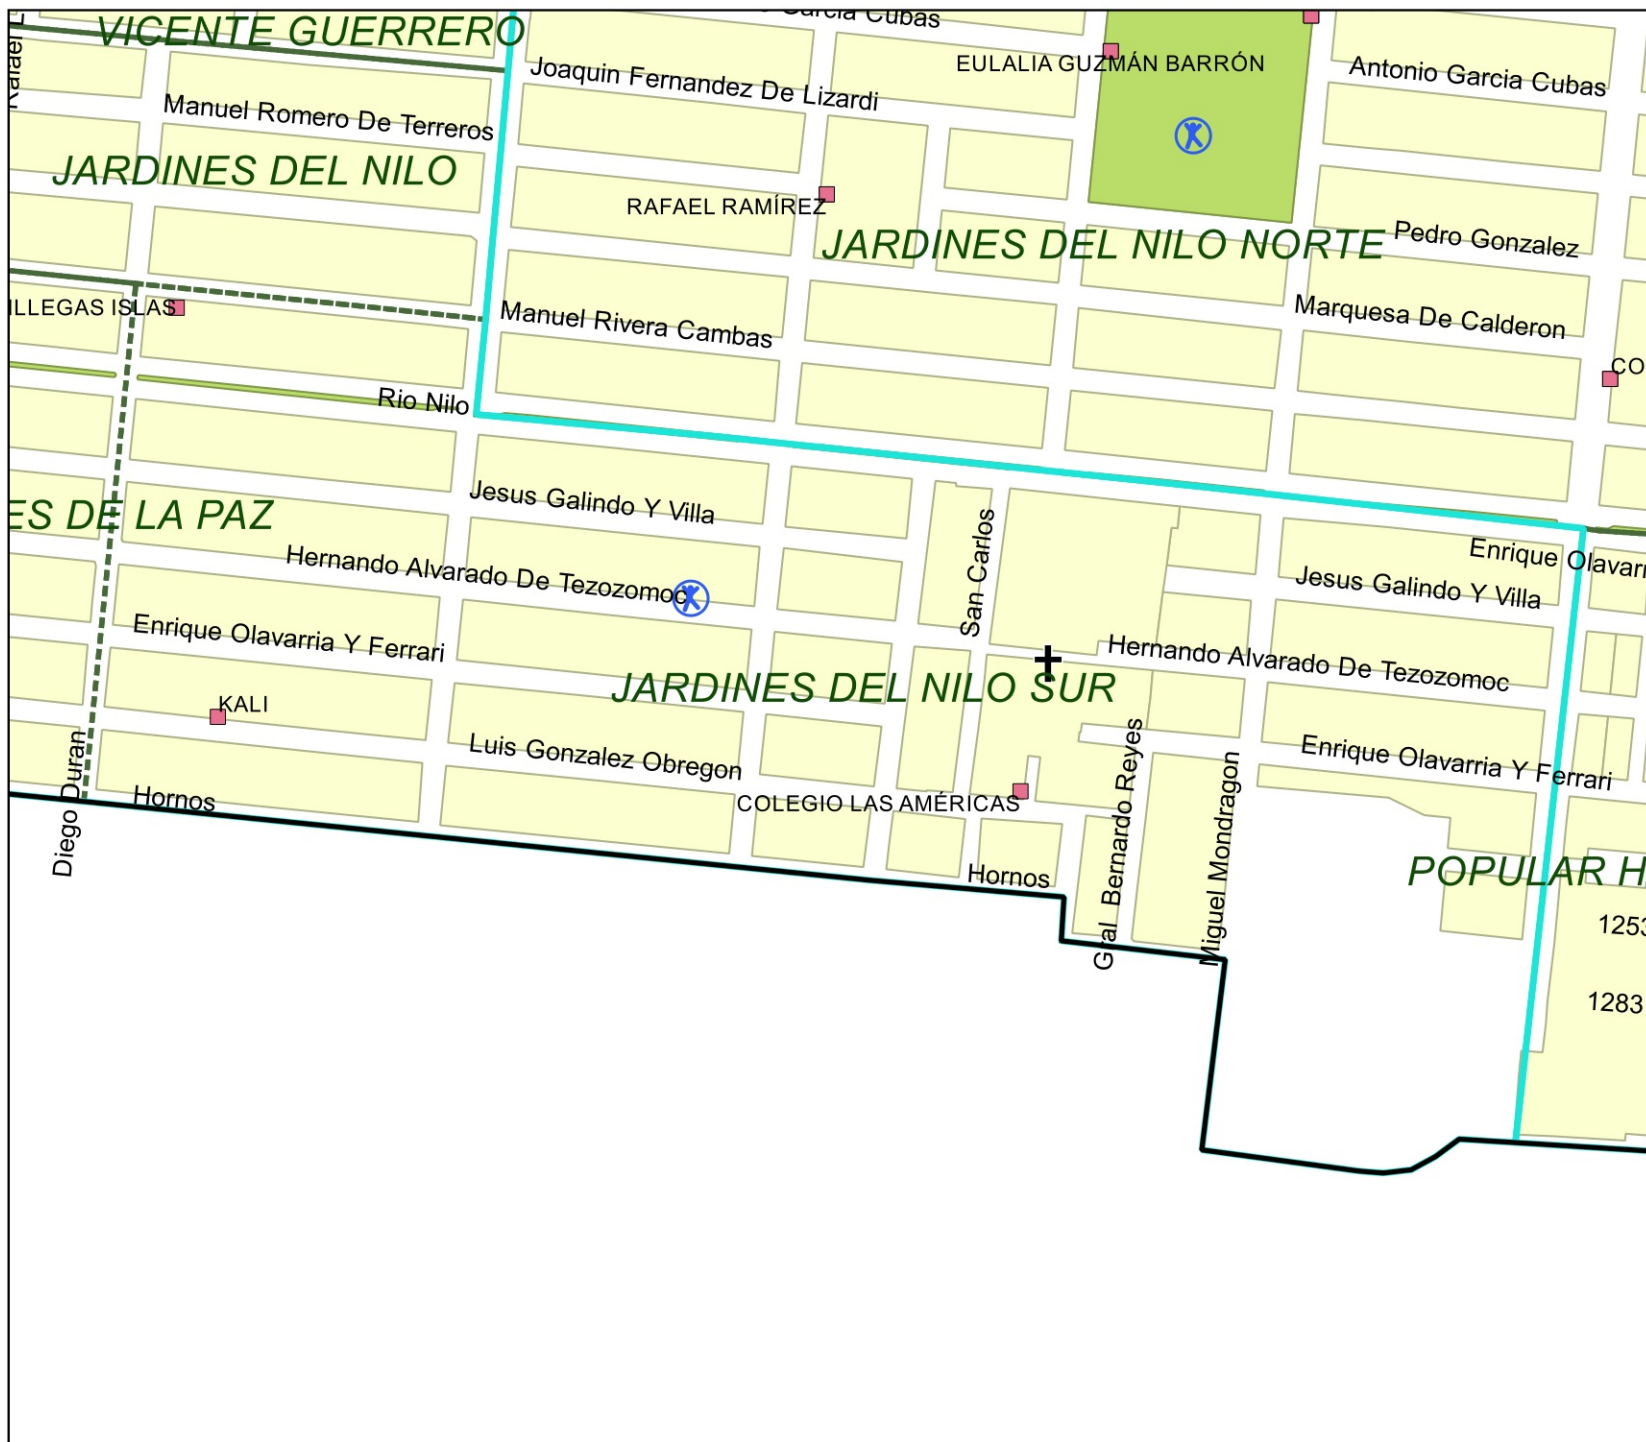 Garcia Cubas
VICENTE GUERRERO
EULALIA GUZMÁN BARRÓN
Joaquin Fernandez De Lizardi
Antonio Garcia Cubas
Manuel Romero De Terreros
JARDINES DEL NILO
RAFAEL RAMÍREZ
JARDINES DEL NILO NORTE
Pedro Gonzalez
ILLEGAS ISLAS
Manuel Rivera Cambas
Marquesa De Calderon
CO
Rio Nilo
Jesus Galindo Y Villa
ES DE LA PAZ
San Carlos
Enrique Olavarr
Hernando Alvarado De Tezozomoc
Jesus Galindo Y Villa
Enrique Olavarria Y Ferrari
Hernando Alvarado De Tezozomoc
JARDINES DEL NILO SUR
KALI
Luis Gonzalez Obregon
Enrique Olavarria Y Ferrari
Diego Duran
Hornos
COLEGIO LAS AMÉRICAS
Gral Bernardo Reyes
Miguel Mondragon
Hornos
POPULAR H
1253
1283